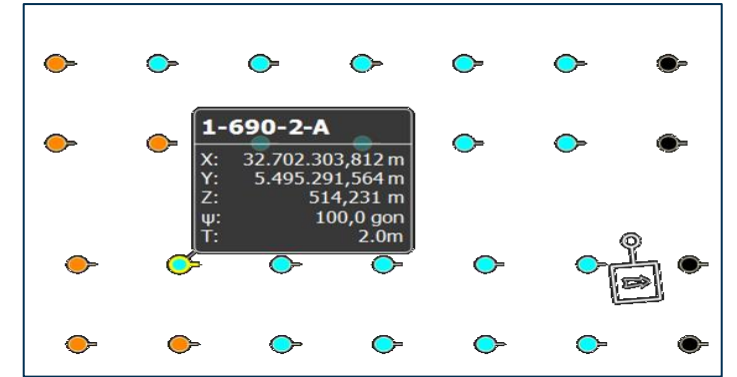 1-690-2-A
X: 32.702.303,812 m
Y: 5.495.291,564 m
Z: 514,231 m
ψ: 100,0 gon
T: 2.0m